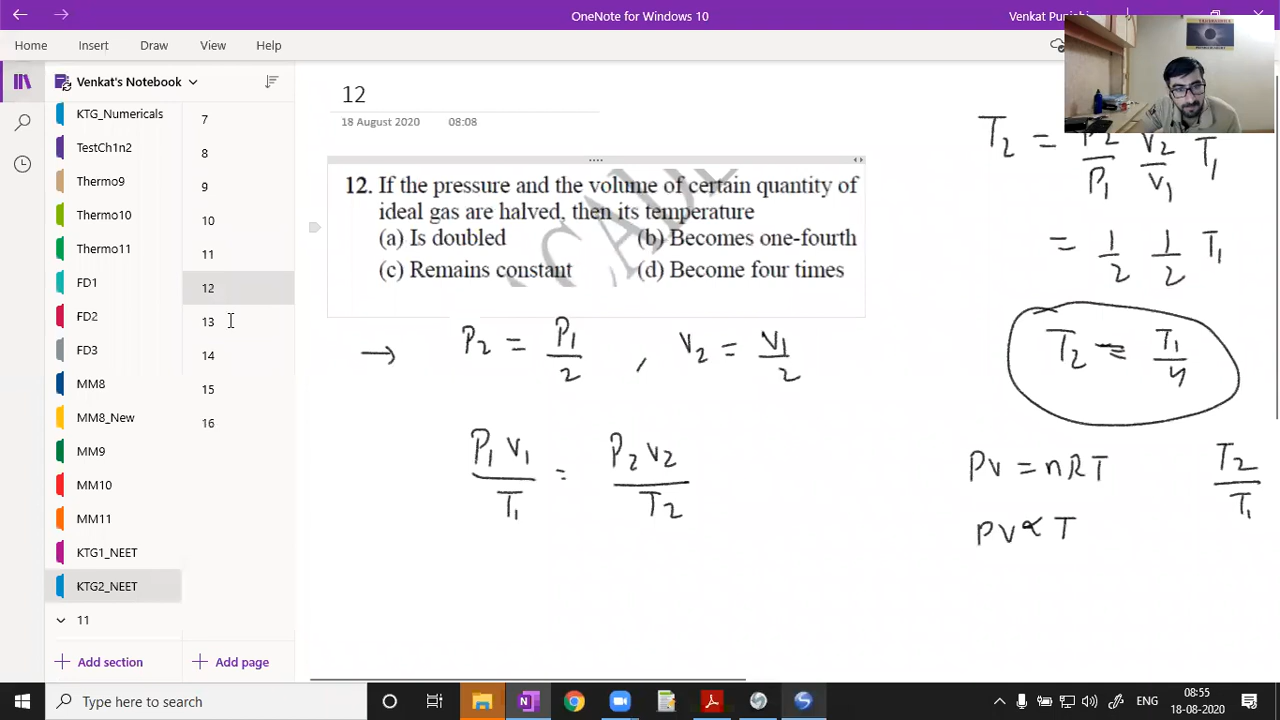 OneNote for Windows 10
Home Insert Draw View Help
Venkat's Notebook
KTG_Numericals
TestCh1n2
Thermo9
Thermo10
Thermo11
FD1
FD2
FD3
MM8
MM8_New
MM9
MM10
MM11
KTG1_NEET
KTG2_NEET
11
+ Add section
7
8
9
10
11
12
13
14
15
16
+ Add page
12
18 August 2020 08:08
12. If the pressure and the volume of certain quantity of
ideal gas are halved, then its temperature
(a) Is doubled (b) Becomes one-fourth
(c) Remains constant (d) Become four times
→ P2 = P1/2 , V2 = V1/2
P1 V1/T1 = P2 V2/T2
T2 = P2/P1 V2/V1 T1
= 1/2 1/2 T1
T2 = T1/4
PV = nRT
PV ∝ T
T2/T1
Type here to search
ENG
08:55
18-08-2020